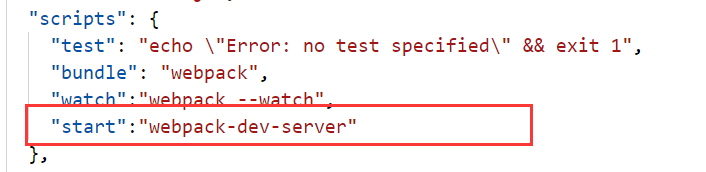 "scripts": {
"test": "echo \"Error: no test specified\" && exit 1",
"bundle": "webpack",
"watch":"webpack --watch",
"start":"webpack-dev-server"
},